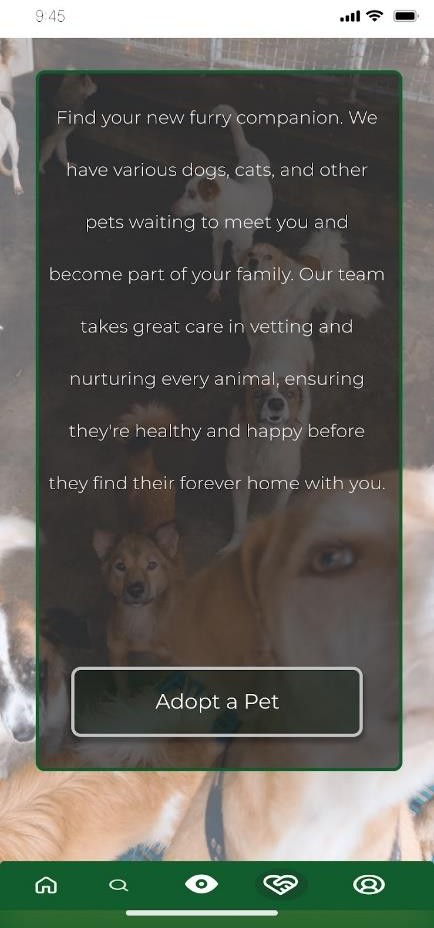 9:45
Find your new furry companion. We
have various dogs, cats, and other
pets waiting to meet you and
become part of your family. Our team
takes great care in vetting and
nurturing every animal, ensuring
they're healthy and happy before
they find their forever home with you.
Adopt a Pet